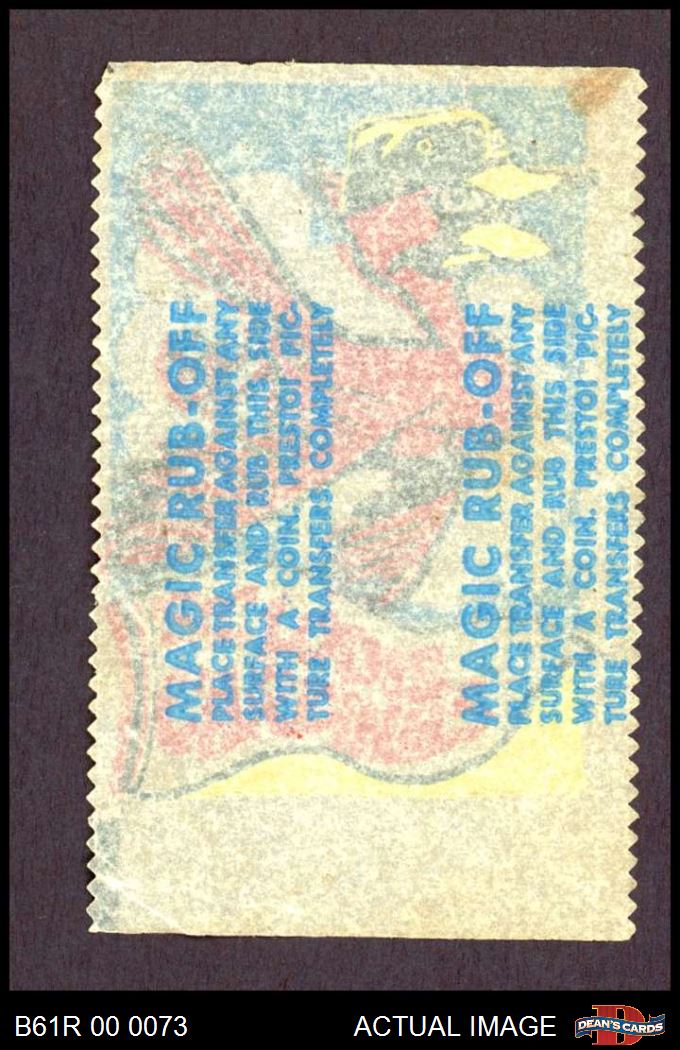 MAGIC RUB-OFF
PLACE TRANSFER AGAINST ANY
SURFACE AND RUB THIS SIDE
WITH A COIN. PRESTO! PIC-
TURE TRANSFERS COMPLETELY
MAGIC RUB-OFF
PLACE TRANSFER AGAINST ANY
SURFACE AND RUB THIS SIDE
WITH A COIN. PRESTO! PIC-
TURE TRANSFERS COMPLETELY
B61R 00 0073
ACTUAL IMAGE
D
DEAN'S CARDS